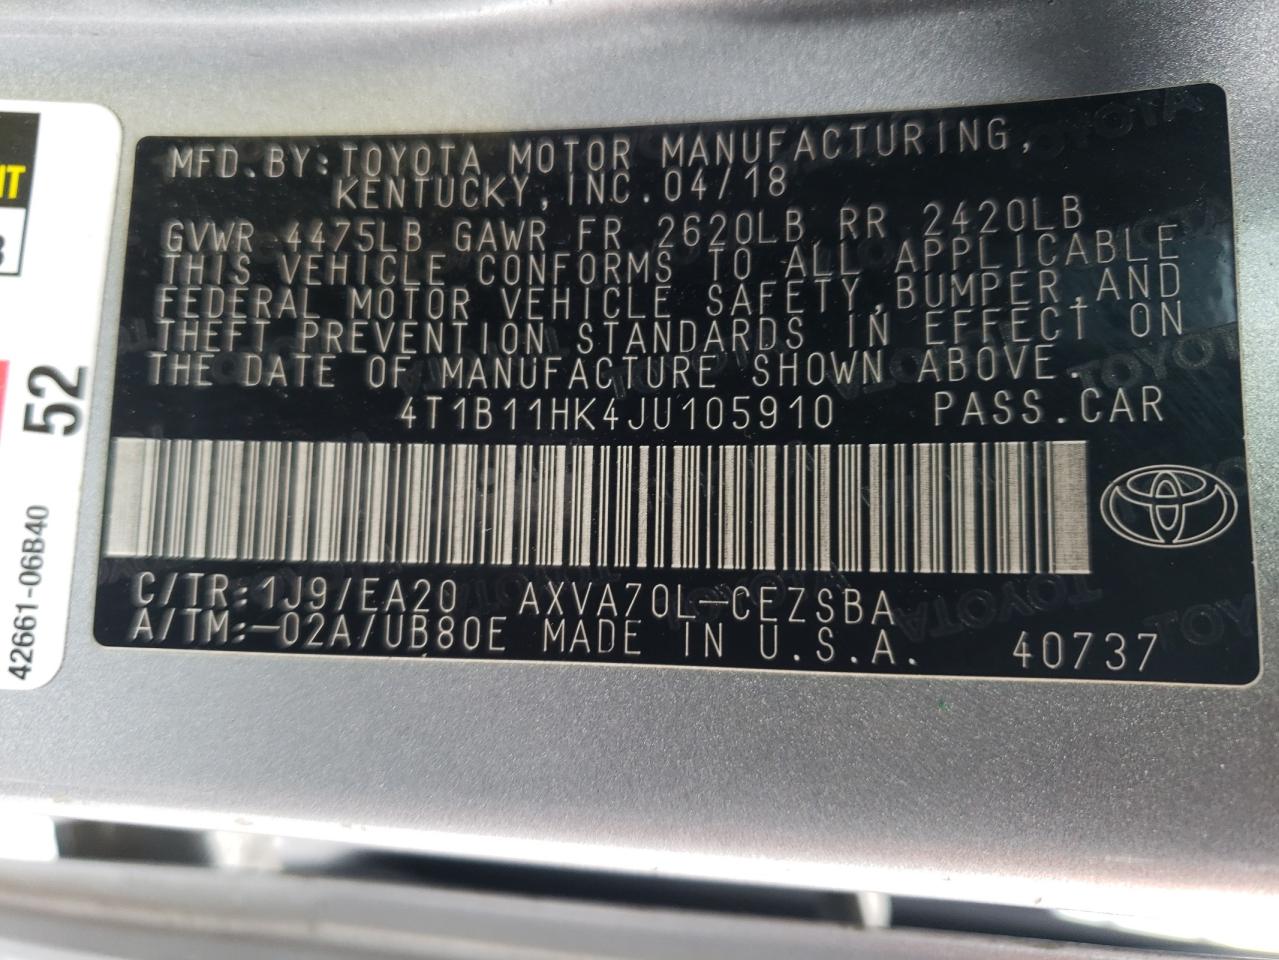 MFD. BY: TOYOTA MOTOR MANUFACTURING,
KENTUCKY, INC. 04/18
GVWR 4475LB GAWR FR 2620LB RR 2420LB
THIS VEHICLE CONFORMS TO ALL APPLICABLE
FEDERAL MOTOR VEHICLE SAFETY, BUMPER, AND
THEFT PREVENTION STANDARDS IN EFFECT ON
THE DATE OF MANUFACTURE SHOWN ABOVE.
4T1B11HK4JU105910 PASS.CAR
C/TR: 1J9/EA20 AXVA70L-CEZSBA
A/TM:-02A/UB80E MADE IN U.S.A. 40737
52
42661-06B40